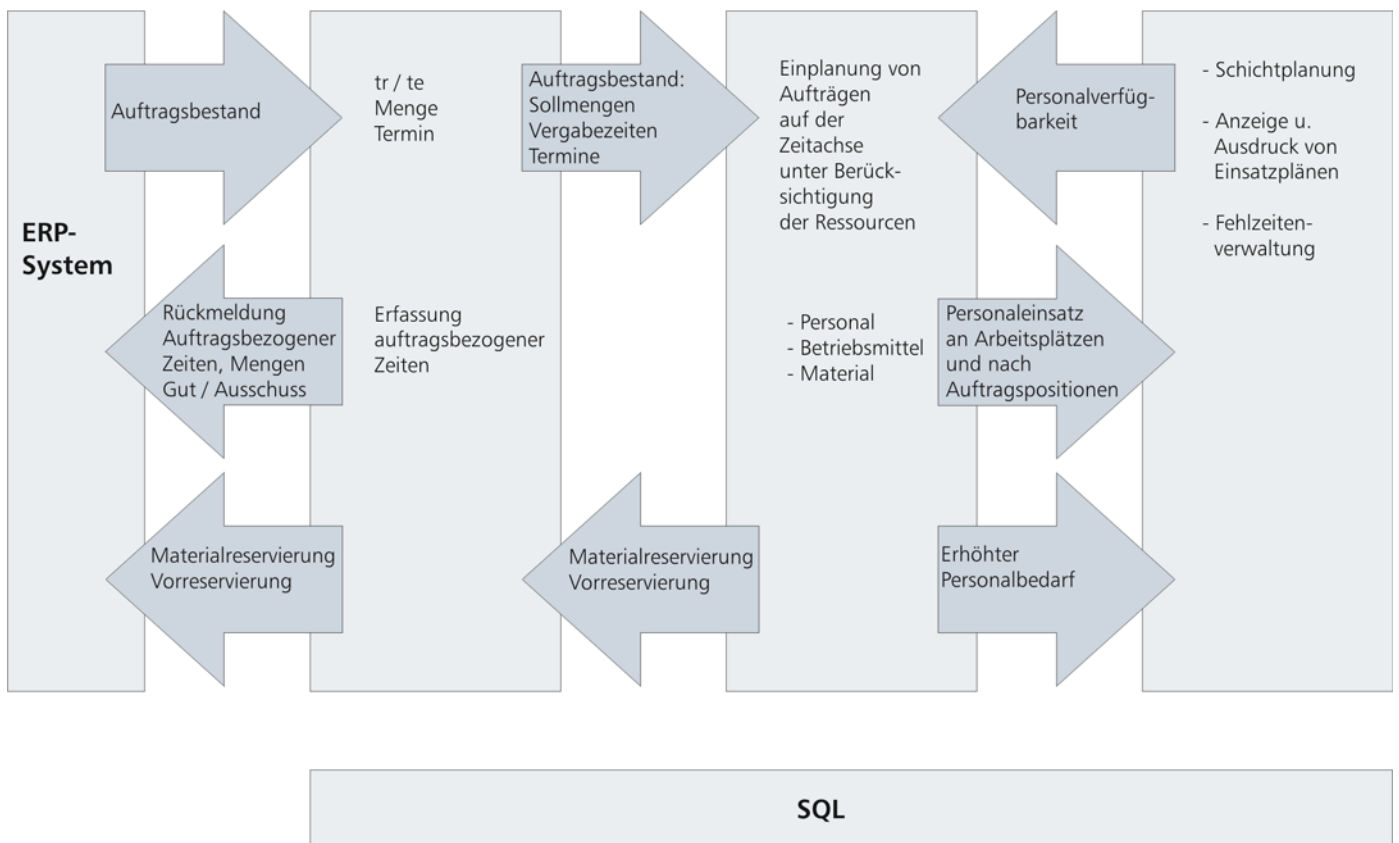 Auftragsbestand
ERP-
System
Rückmeldung
Auftragsbezogener
Zeiten, Mengen
Gut / Ausschuss
Materialreservierung
Vorreservierung
tr / te
Menge
Termin
Erfassung
auftragsbezogener
Zeiten
Auftragsbestand:
Sollmengen
Vergabezeiten
Termine
Materialreservierung
Vorreservierung
Einplanung von
Aufträgen
auf der
Zeitachse
unter Berück-
sichtigung
der Ressourcen
- Personal
- Betriebsmittel
- Material
Personalverfüg-
barkeit
Personaleinsatz
an Arbeitsplätzen
und nach
Auftragspositionen
Erhöhter
Personalbedarf
- Schichtplanung
- Anzeige u.
Ausdruck von
Einsatzplänen
- Fehlzeiten-
verwaltung
SQL